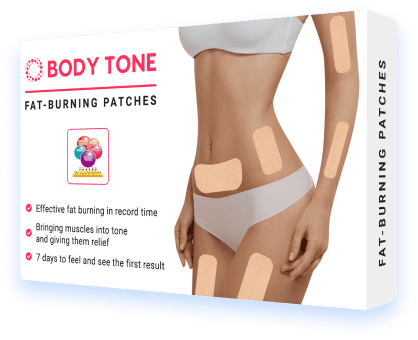 BODY TONE
FAT-BURNING PATCHES
Effective fat burning in record time
Bringing muscles into tone
and giving them relief
7 days to feel and see the first result
FAT-BURNING PATCHES